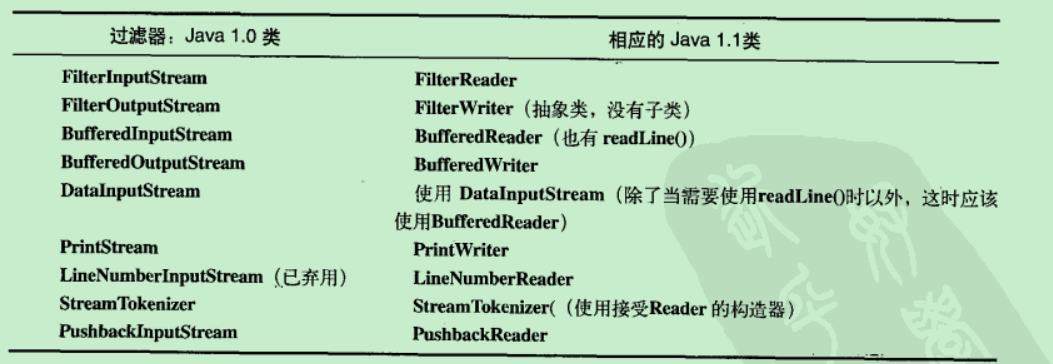 过滤器：Java 1.0 类 相应的 Java 1.1类
FilterInputStream FilterReader
FilterOutputStream FilterWriter（抽象类，没有子类）
BufferedInputStream BufferedReader（也有 readLine()）
BufferedOutputStream BufferedWriter
DataInputStream 使用 DataInputStream（除了当需要使用readLine()时以外，这时应该
使用BufferedReader）
PrintStream PrintWriter
LineNumberInputStream（已弃用） LineNumberReader
StreamTokenizer StreamTokenizer(（使用接受Reader 的构造器）
PushbackInputStream PushbackReader